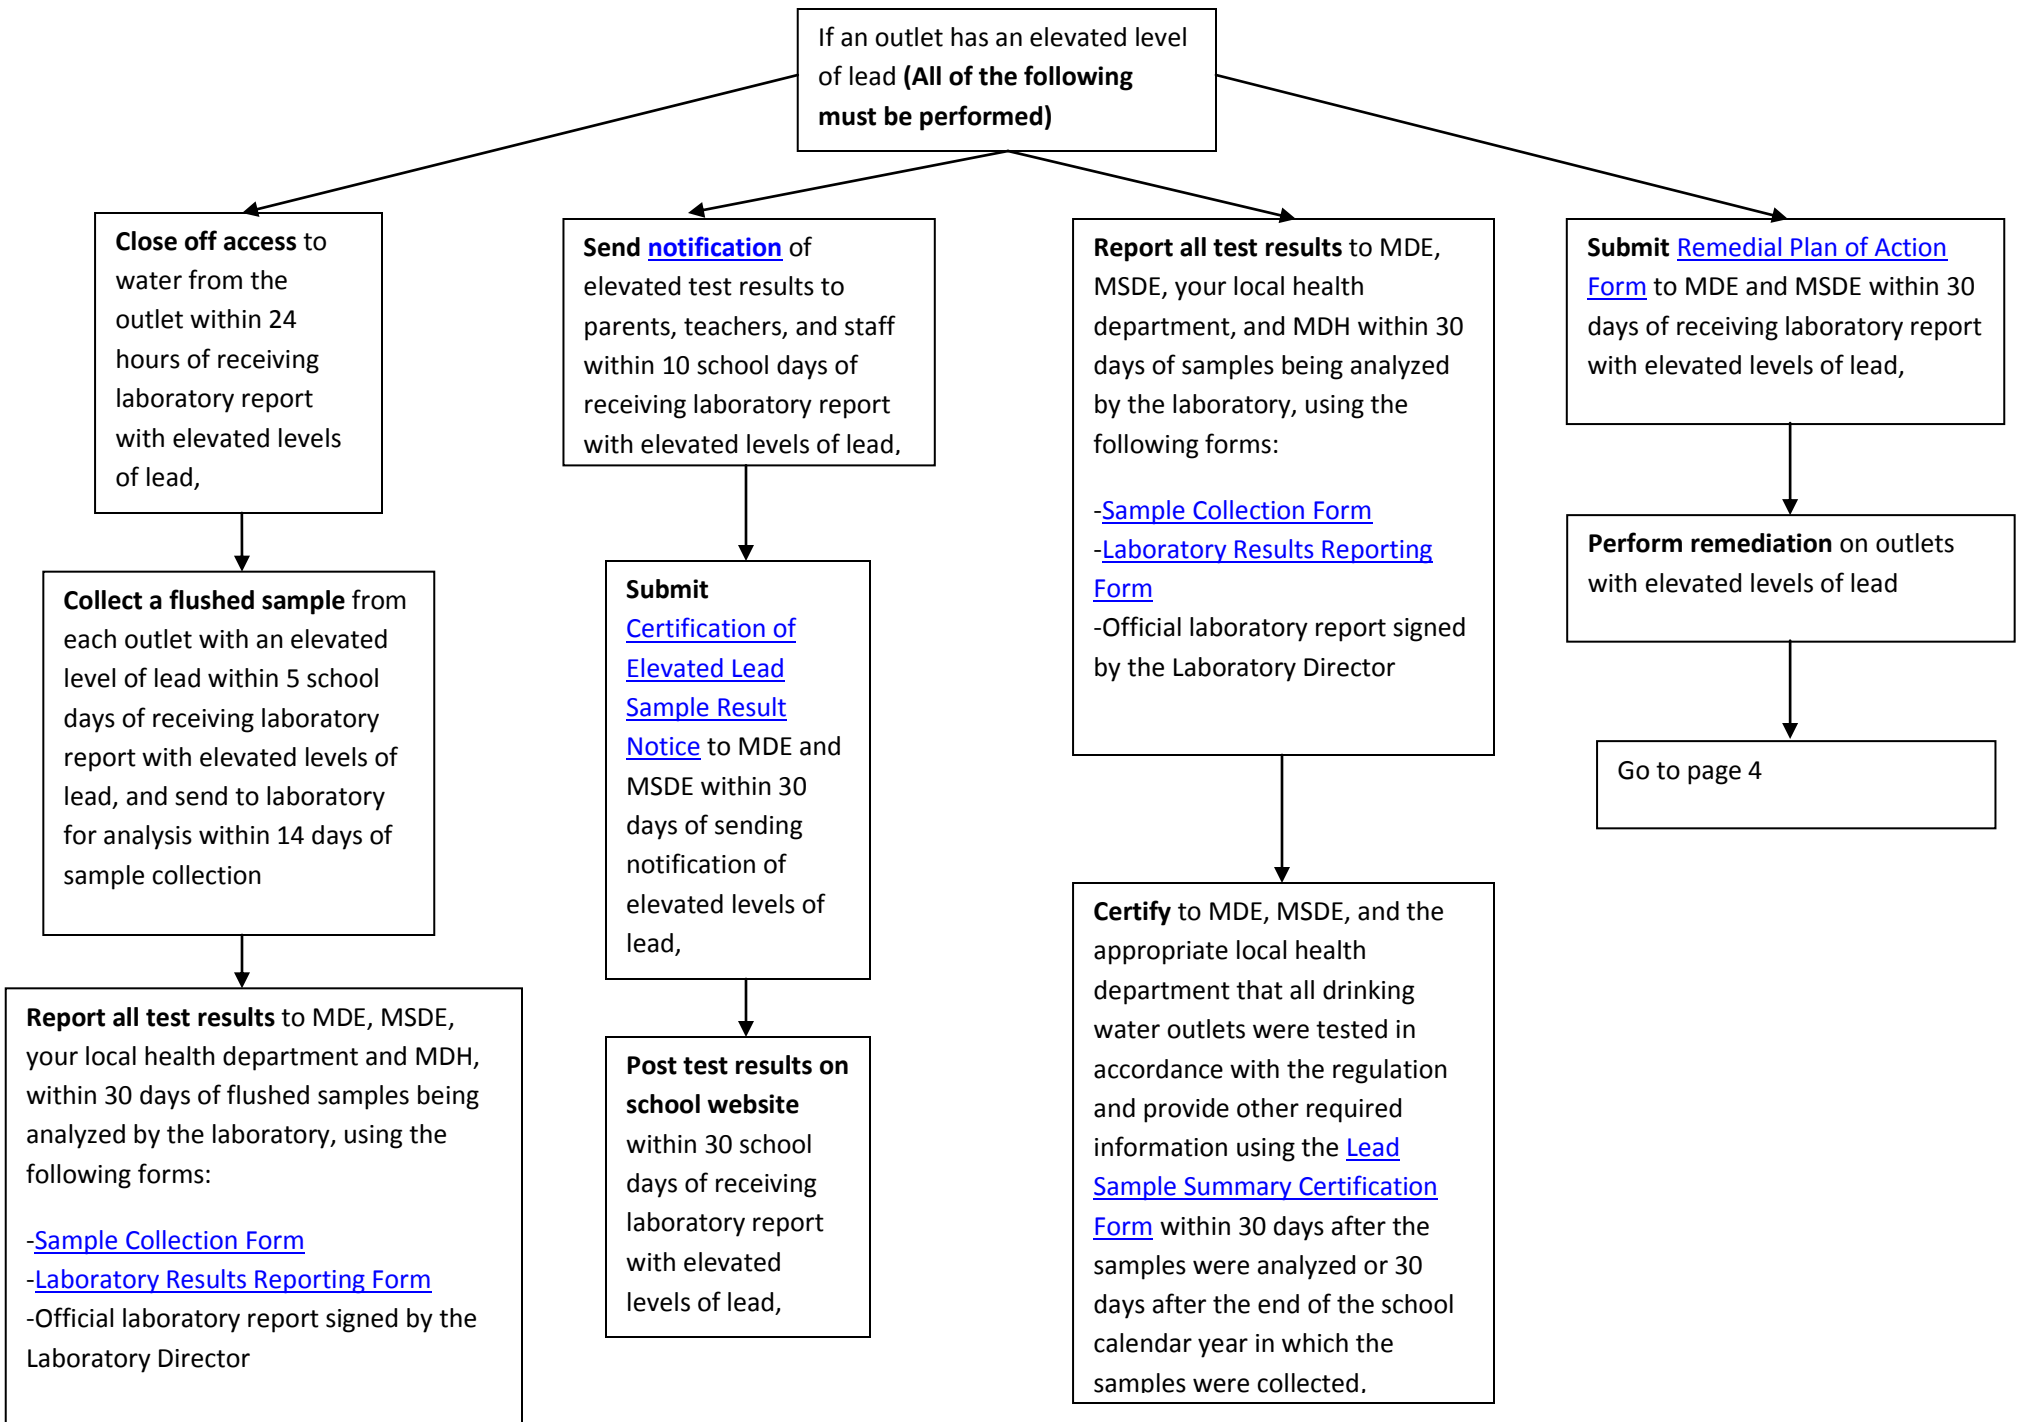 If an outlet has an elevated level
of lead (All of the following
must be performed)
Close off access to
water from the
outlet within 24
hours of receiving
laboratory report
with elevated levels
of lead,
Collect a flushed sample from
each outlet with an elevated
level of lead within 5 school
days of receiving laboratory
report with elevated levels of
lead, and send to laboratory
for analysis within 14 days of
sample collection
Report all test results to MDE, MSDE,
your local health department and MDH,
within 30 days of flushed samples being
analyzed by the laboratory, using the
following forms:
-Sample Collection Form
-Laboratory Results Reporting Form
-Official laboratory report signed by the
Laboratory Director
Send notification of
elevated test results to
parents, teachers, and staff
within 10 school days of
receiving laboratory report
with elevated levels of lead,
Submit
Certification of
Elevated Lead
Sample Result
Notice to MDE and
MSDE within 30
days of sending
notification of
elevated levels of
lead,
Post test results on
school website
within 30 school
days of receiving
laboratory report
with elevated
levels of lead,
Report all test results to MDE,
MSDE, your local health
department, and MDH within 30
days of samples being analyzed
by the laboratory, using the
following forms:
-Sample Collection Form
-Laboratory Results Reporting
Form
-Official laboratory report signed
by the Laboratory Director
Certify to MDE, MSDE, and the
appropriate local health
department that all drinking
water outlets were tested in
accordance with the regulation
and provide other required
information using the Lead
Sample Summary Certification
Form within 30 days after the
samples were analyzed or 30
days after the end of the school
calendar year in which the
samples were collected,
Submit Remedial Plan of Action
Form to MDE and MSDE within 30
days of receiving laboratory report
with elevated levels of lead,
Perform remediation on outlets
with elevated levels of lead
Go to page 4